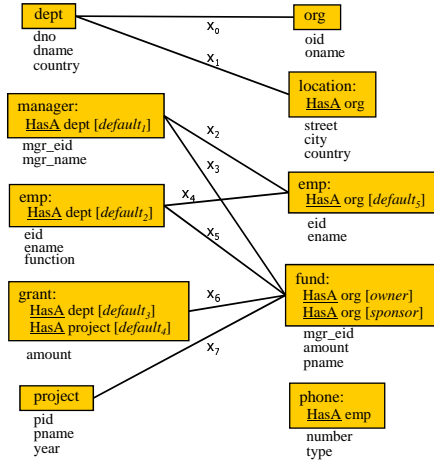 dept
dno
dname
country
manager:
HasA dept [default₁]
mgr_eid
mgr_name
emp:
HasA dept [default₂]
eid
ename
function
grant:
HasA dept [default₃]
HasA project [default₄]
amount
project
pid
pname
year
x₀
x₁
x₂
x₃
x₄
x₅
x₆
x₇
org
oid
oname
location:
HasA org
street
city
country
emp:
HasA org [default₅]
eid
ename
fund:
HasA org [owner]
HasA org [sponsor]
mgr_eid
amount
pname
phone:
HasA emp
number
type